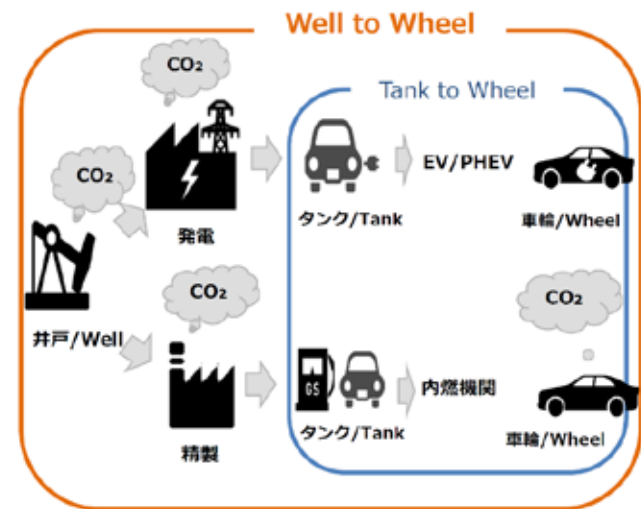 Well to Wheel
CO₂
Tank to Wheel
CO₂
EV/PHEV
発電
タンク/Tank
車輪/Wheel
CO₂
CO₂
井戸/Well
GS
内燃機関
精製
タンク/Tank
車輪/Wheel